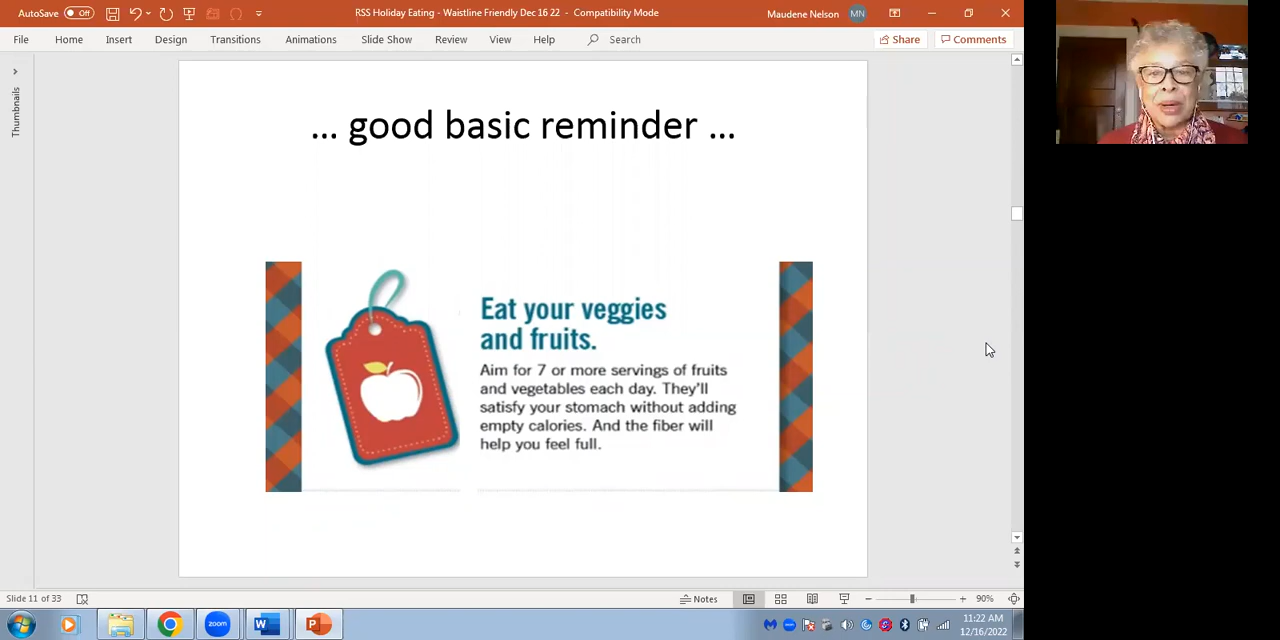 AutoSave Off
RSS Holiday Eating - Waistline Friendly Dec 16 22 - Compatibility Mode
Maudene Nelson MN
File Home Insert Design Transitions Animations Slide Show Review View Help Search Share Comments
Thumbnails
... good basic reminder ...
Eat your veggies
and fruits.
Aim for 7 or more servings of fruits
and vegetables each day. They'll
satisfy your stomach without adding
empty calories. And the fiber will
help you feel full.
Slide 11 of 33
Notes
90%
zoom
11:22 AM
12/16/2022